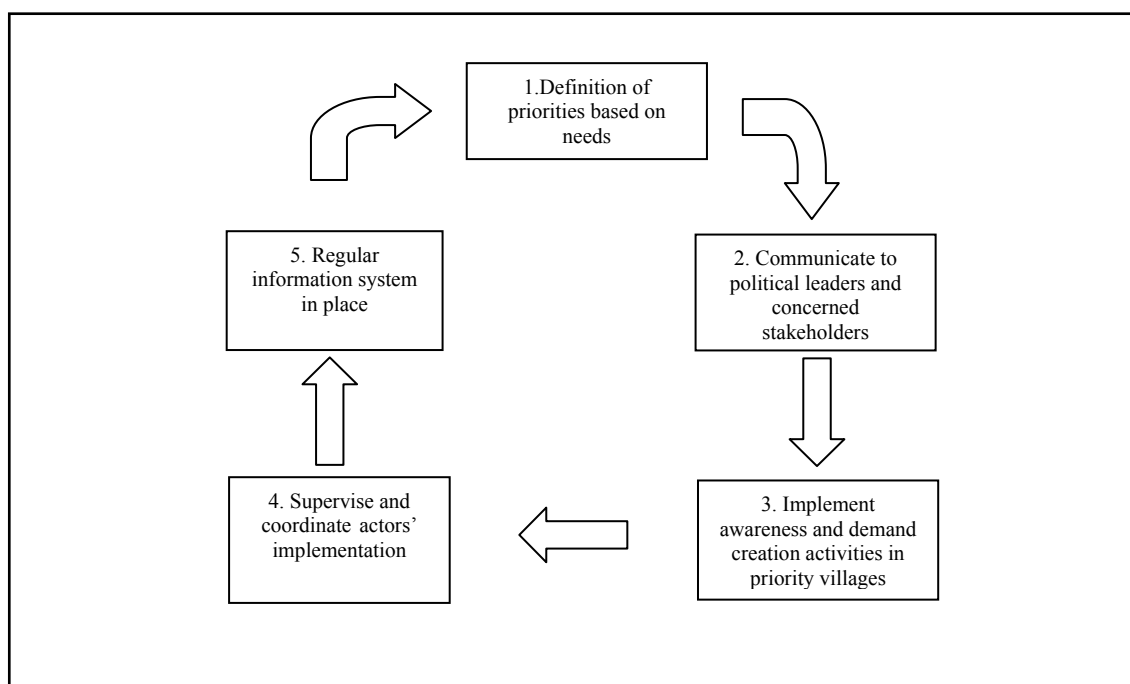 1.Definition of
priorities based on
needs
2. Communicate to
political leaders and
concerned
stakeholders
3. Implement
awareness and demand
creation activities in
priority villages
4. Supervise and
coordinate actors’
implementation
5. Regular
information system
in place